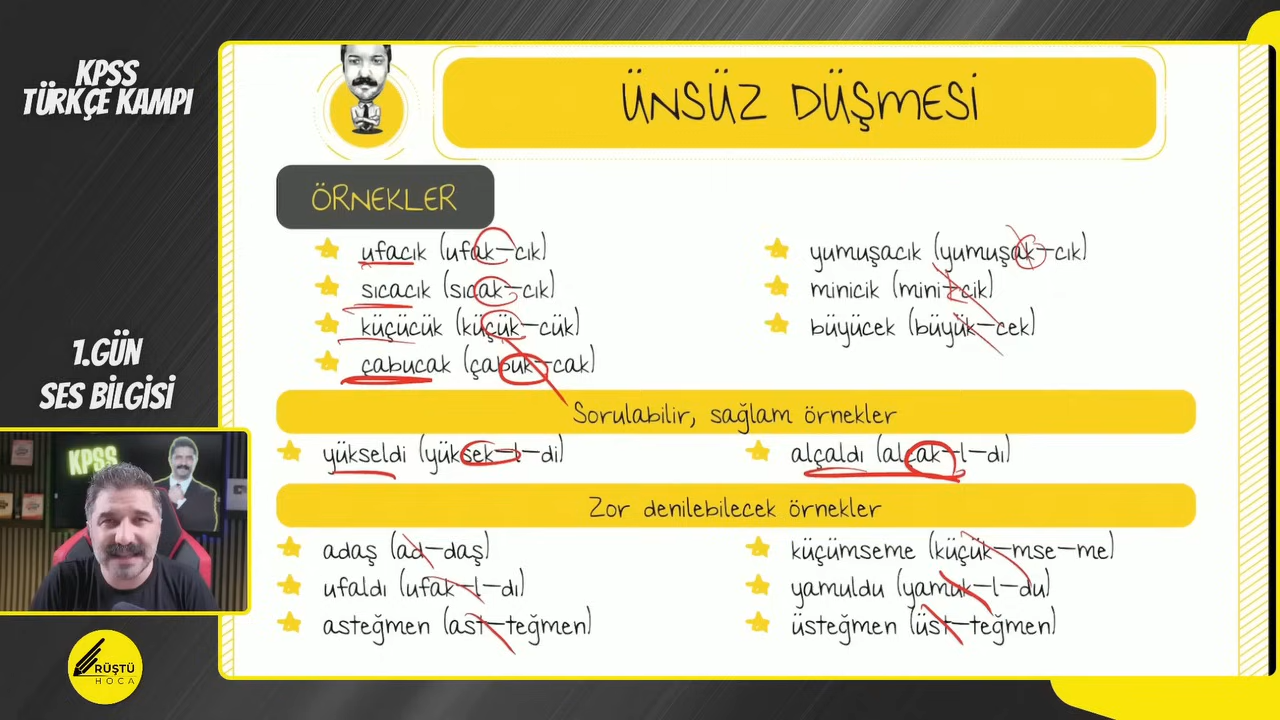 KPSS
TÜRKÇE KAMPI
ÜNSÜZ DÜŞMESİ
ÖRNEKLER
ufacık (ufak-cık)
sıcacık (sıcak-cık)
küçücük (küçük-cük)
çabucak (çabuk-cak)
yumuşacık (yumuşak-cık)
minicik (mini-cik)
büyücek (büyük-cek)
Sorulabilir, sağlam örnekler
yükseldi (yüksek-l-di)
alçaldı (alçak-l-dı)
Zor denilebilecek örnekler
adaş (ad-daş)
ufaldı (ufak-l-dı)
asteğmen (ast-teğmen)
küçümseme (küçük-mse-me)
yamuldu (yamuk-l-du)
üsteğmen (üst-teğmen)
1.GÜN
SES BİLGİSİ
KPSS
RÜŞTÜ
HOCA